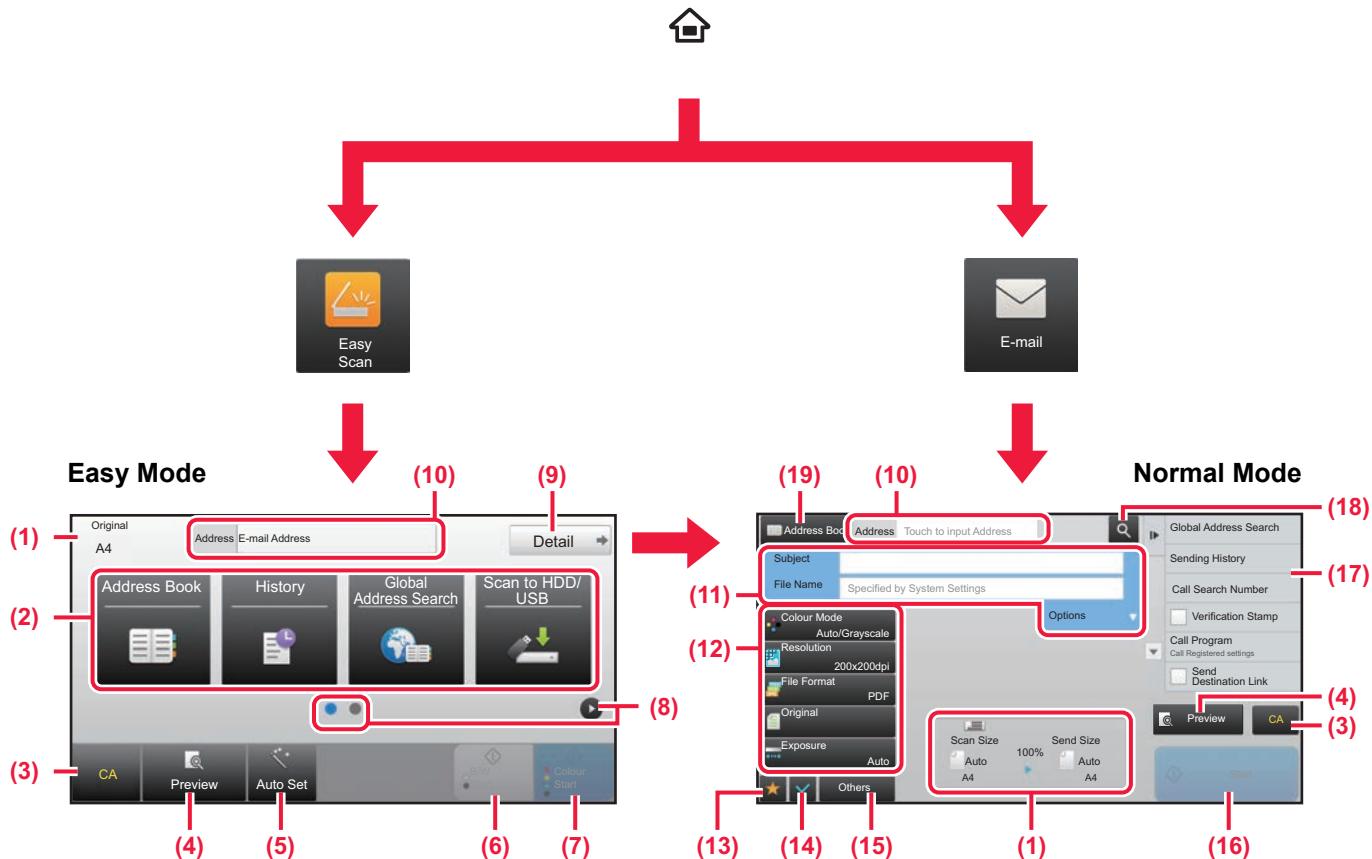 Easy
Scan
E-mail
Easy Mode
Normal Mode
(10)
(9)
(19)
(10)
(18)
(1)
Original
A4
Address
E-mail Address
Detail
(2)
Address Book
History
Global
Address Search
Scan to HDD/
USB
(8)
(3)
CA
Preview
Auto Set
B/W
Start
Colour
Start
(4)
(5)
(6)
(7)
Address Boo
Address
Touch to input Address
Subject
File Name
Specified by System Settings
(11)
Options
(12)
Colour Mode
Auto/Grayscale
Resolution
200x200dpi
File Format
PDF
Original
Exposure
Auto
Others
Scan Size
Auto
A4
100%
Send Size
Auto
A4
Global Address Search
Sending History
(17)
Call Search Number
Verification Stamp
Call Program
Call Registered settings
Send
Destination Link
(4)
Preview
CA
(3)
Start
(13)
(14)
(15)
(1)
(16)